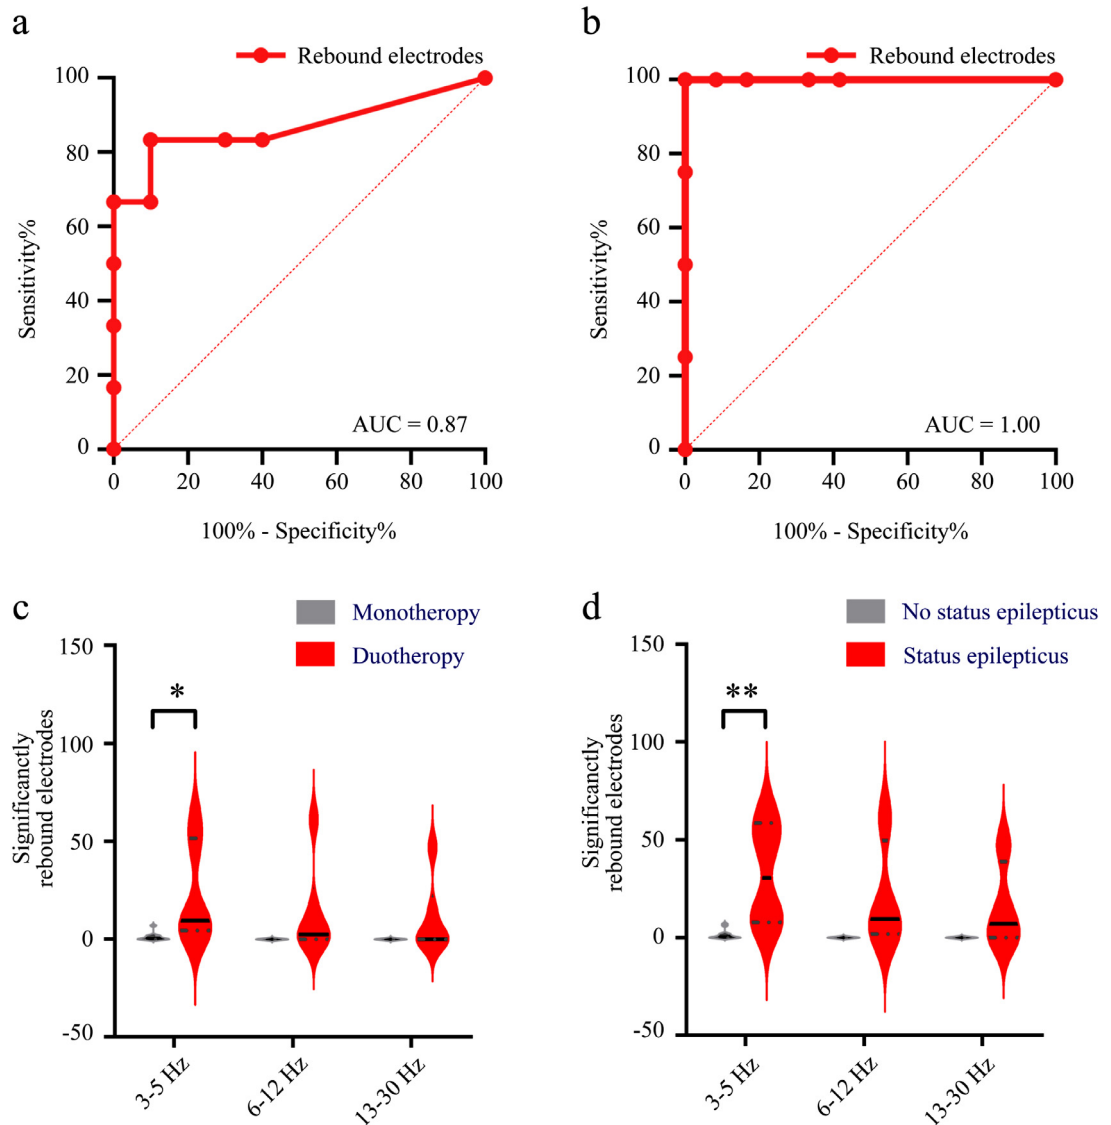 a
Rebound electrodes
100
80
60
40
20
0
Sensitivity%
AUC = 0.87
0 20 40 60 80 100
100% - Specificity%
b
Rebound electrodes
100
80
60
40
20
0
Sensitivity%
AUC = 1.00
0 20 40 60 80 100
100% - Specificity%
c
Monotheropy
Duotheropy
150
100
50
0
-50
Significanctly
rebound electrodes
*
3-5 Hz
6-12 Hz
13-30 Hz
d
No status epilepticus
Status epilepticus
150
100
50
0
-50
Significanctly
rebound electrodes
**
3-5 Hz
6-12 Hz
13-30 Hz